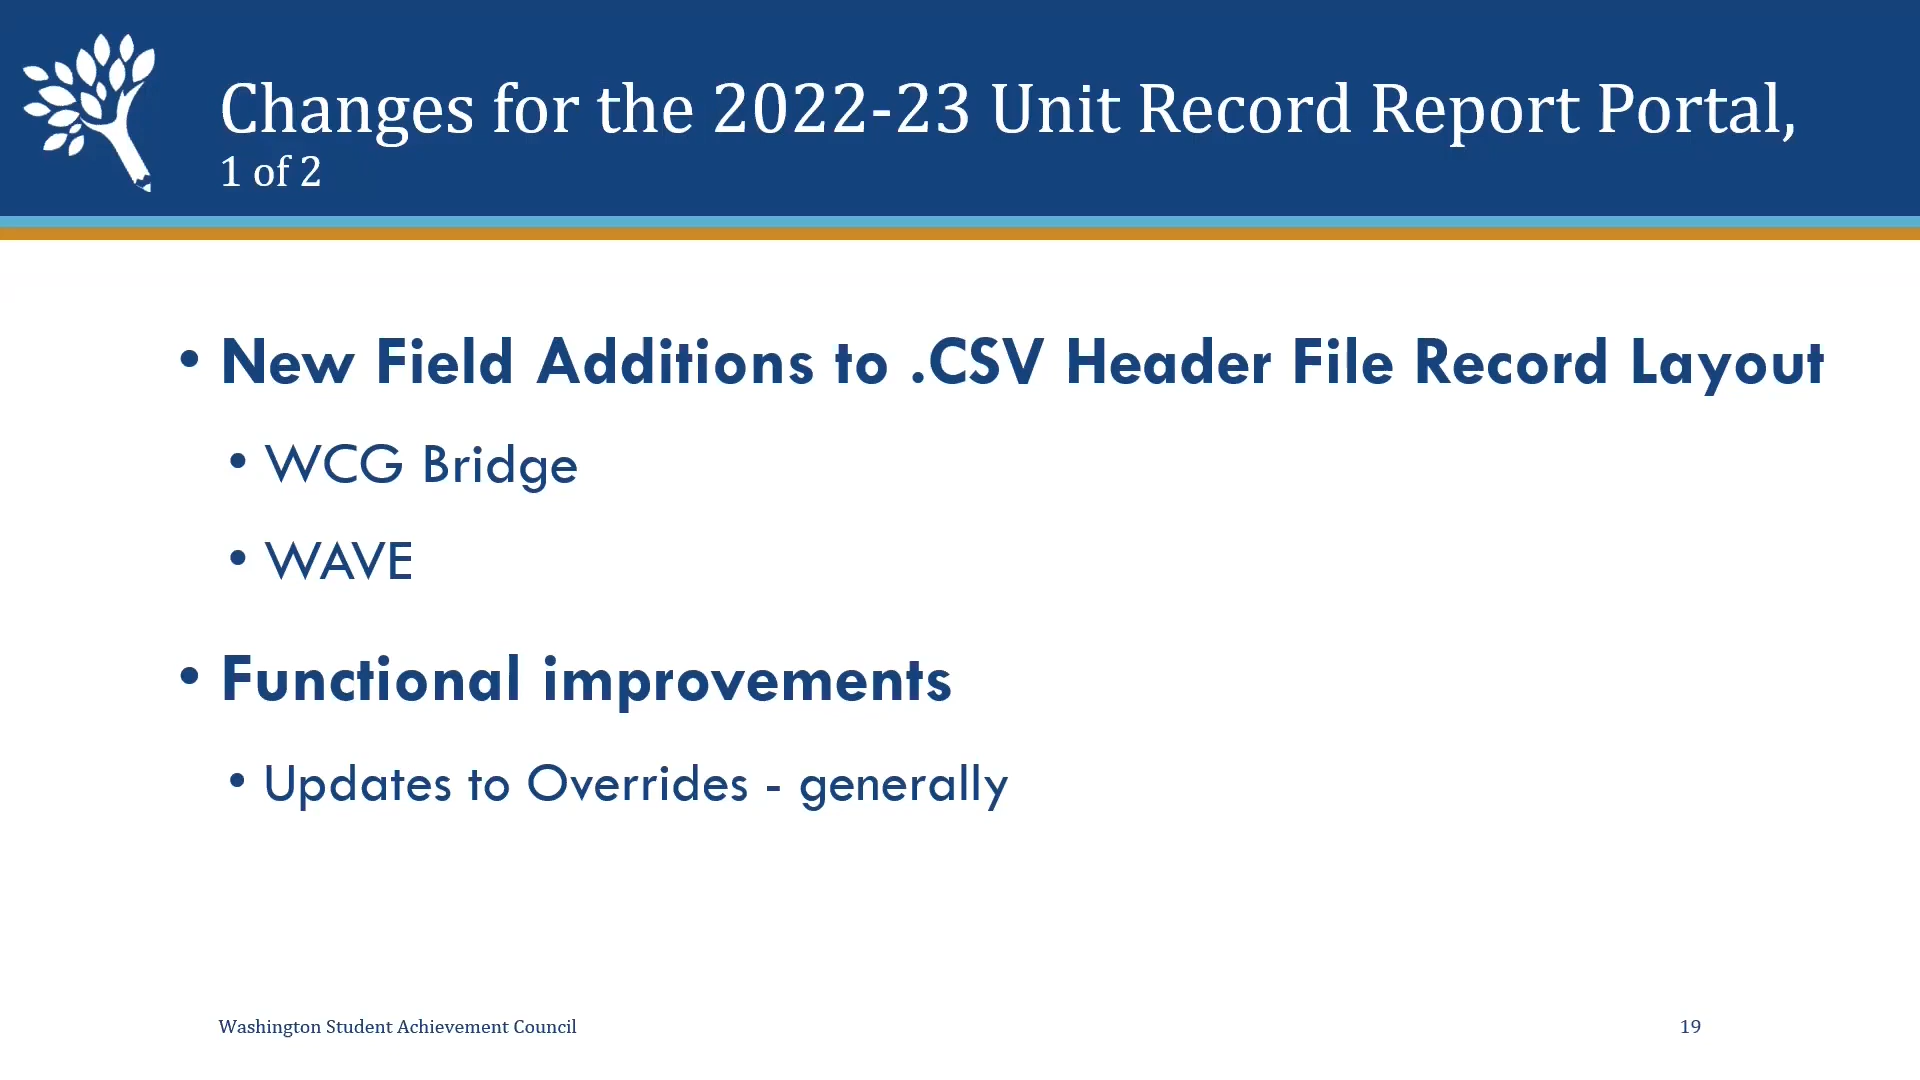 Changes for the 2022-23 Unit Record Report Portal,
1 of 2
• New Field Additions to .CSV Header File Record Layout
• WCG Bridge
• WAVE
• Functional improvements
• Updates to Overrides - generally
Washington Student Achievement Council
19